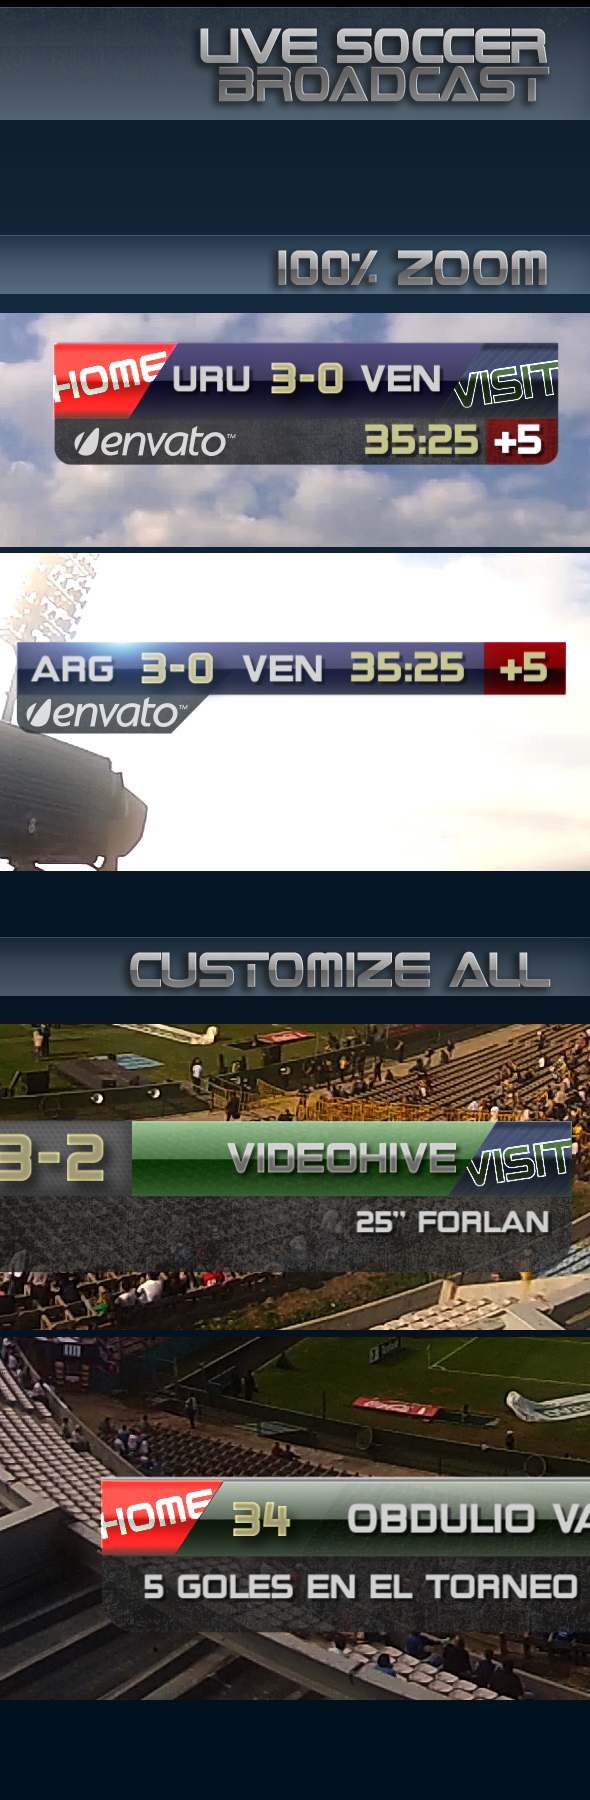 LIVE SOCCER
BROADCAST
100% ZOOM
HOME URU 3-0 VEN VISIT
envato™ 35:25 +5
ARG 3-0 VEN 35:25 +5
envato™
CUSTOMIZE ALL
3-2 VIDEOHIVE VISIT
25" FORLAN
HOME 34 OBDULIO VA
5 GOLES EN EL TORNEO